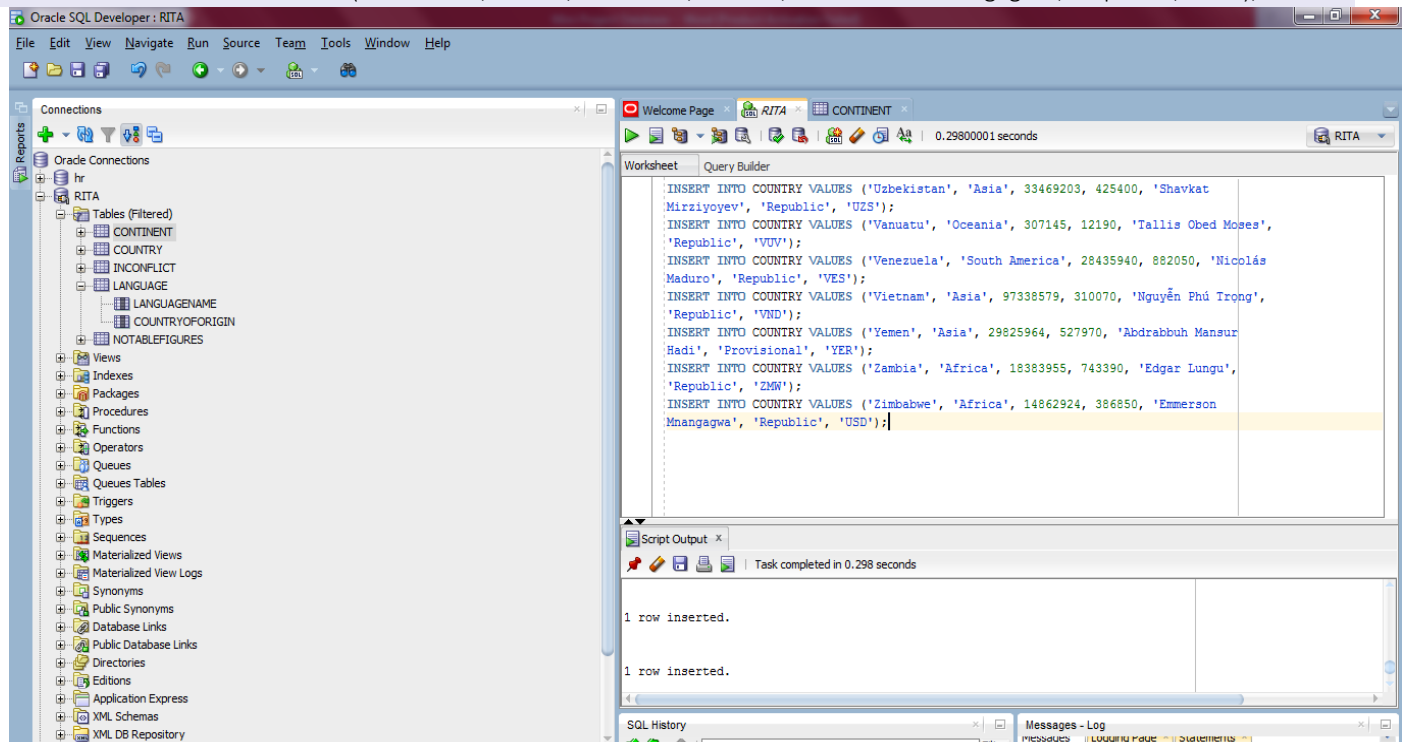 Oracle SQL Developer : RITA
File Edit View Navigate Run Source Team Tools Window Help
Connections
Reports
Oracle Connections
hr
RITA
Tables (Filtered)
CONTINENT
COUNTRY
INCONFLICT
LANGUAGE
LANGUAGENAME
COUNTRYOFORIGIN
NOTABLEFIGURES
Views
Indexes
Packages
Procedures
Functions
Operators
Queues
Queues Tables
Triggers
Types
Sequences
Materialized Views
Materialized View Logs
Synonyms
Public Synonyms
Database Links
Public Database Links
Directories
Editions
Application Express
XML Schemas
XML DB Repository
Welcome Page RITA CONTINENT
0.29800001 seconds RITA
Worksheet Query Builder
INSERT INTO COUNTRY VALUES ('Uzbekistan', 'Asia', 33469203, 425400, 'Shavkat
Mirziyoyev', 'Republic', 'UZS');
INSERT INTO COUNTRY VALUES ('Vanuatu', 'Oceania', 307145, 12190, 'Tallis Obed Moses',
'Republic', 'VUV');
INSERT INTO COUNTRY VALUES ('Venezuela', 'South America', 28435940, 882050, 'Nicolás
Maduro', 'Republic', 'VES');
INSERT INTO COUNTRY VALUES ('Vietnam', 'Asia', 97338579, 310070, 'Nguyễn Phú Trọng',
'Republic', 'VND');
INSERT INTO COUNTRY VALUES ('Yemen', 'Asia', 29825964, 527970, 'Abdrabbuh Mansur
Hadi', 'Provisional', 'YER');
INSERT INTO COUNTRY VALUES ('Zambia', 'Africa', 18383955, 743390, 'Edgar Lungu',
'Republic', 'ZMW');
INSERT INTO COUNTRY VALUES ('Zimbabwe', 'Africa', 14862924, 386850, 'Emmerson
Mnangagwa', 'Republic', 'USD');
Script Output
Task completed in 0.298 seconds
1 row inserted.
1 row inserted.
SQL History
Messages - Log
Messages Logging Page Statements